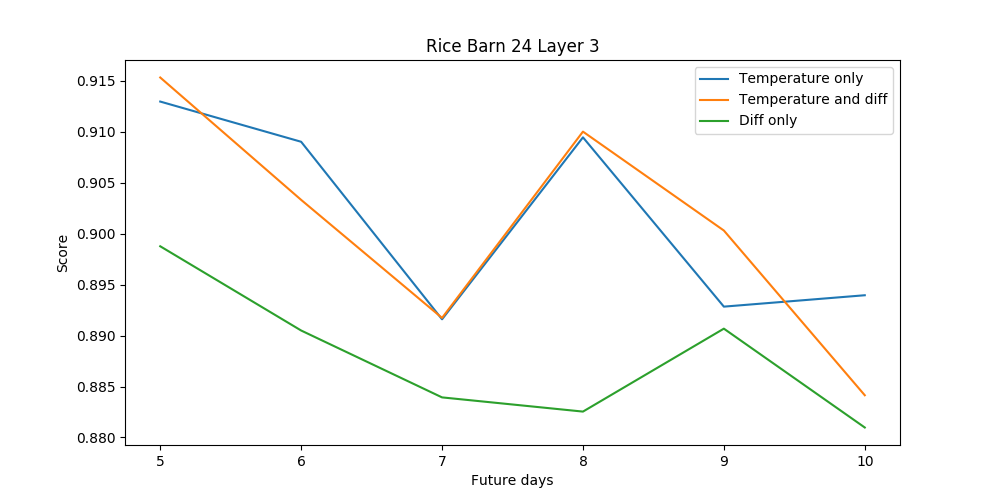 Rice Barn 24 Layer 3
Temperature only
Temperature and diff
Diff only
0.915
0.910
0.905
0.900
0.895
0.890
0.885
0.880
Score
5 6 7 8 9 10
Future days